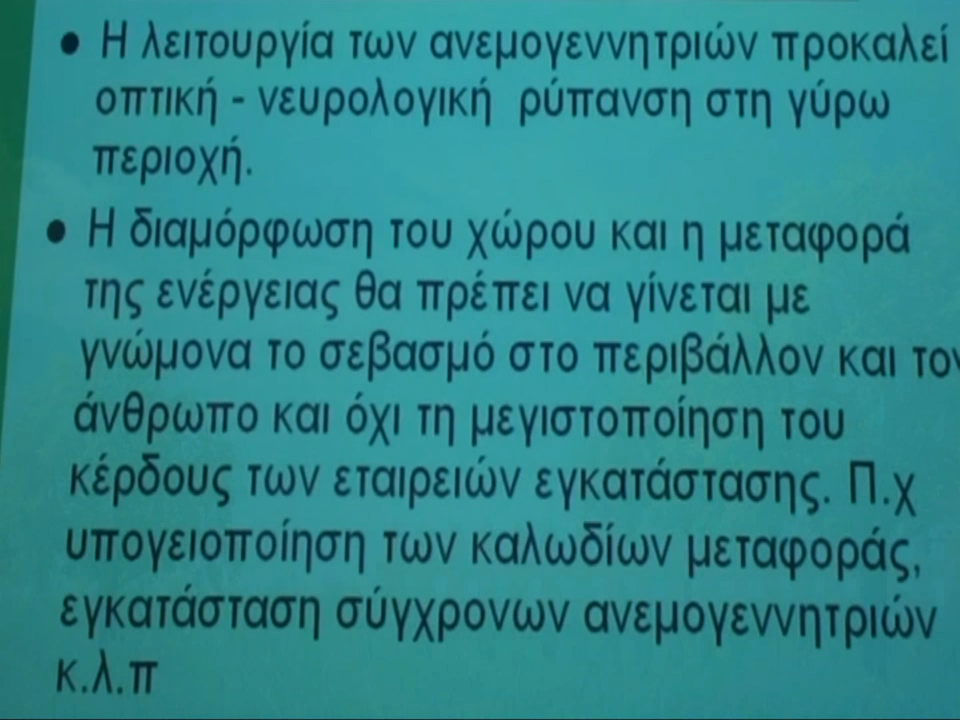 • Η λειτουργία των ανεμογεννητριών προκαλεί
οπτική - νευρολογική ρύπανση στη γύρω
περιοχή.
• Η διαμόρφωση του χώρου και η μεταφορά
της ενέργειας θα πρέπει να γίνεται με
γνώμονα το σεβασμό στο περιβάλλον και τον
άνθρωπο και όχι τη μεγιστοποίηση του
κέρδους των εταιρειών εγκατάστασης. Π.χ
υπογειοποίηση των καλωδίων μεταφοράς,
εγκατάσταση σύγχρονων ανεμογεννητριών
κ.λ.π